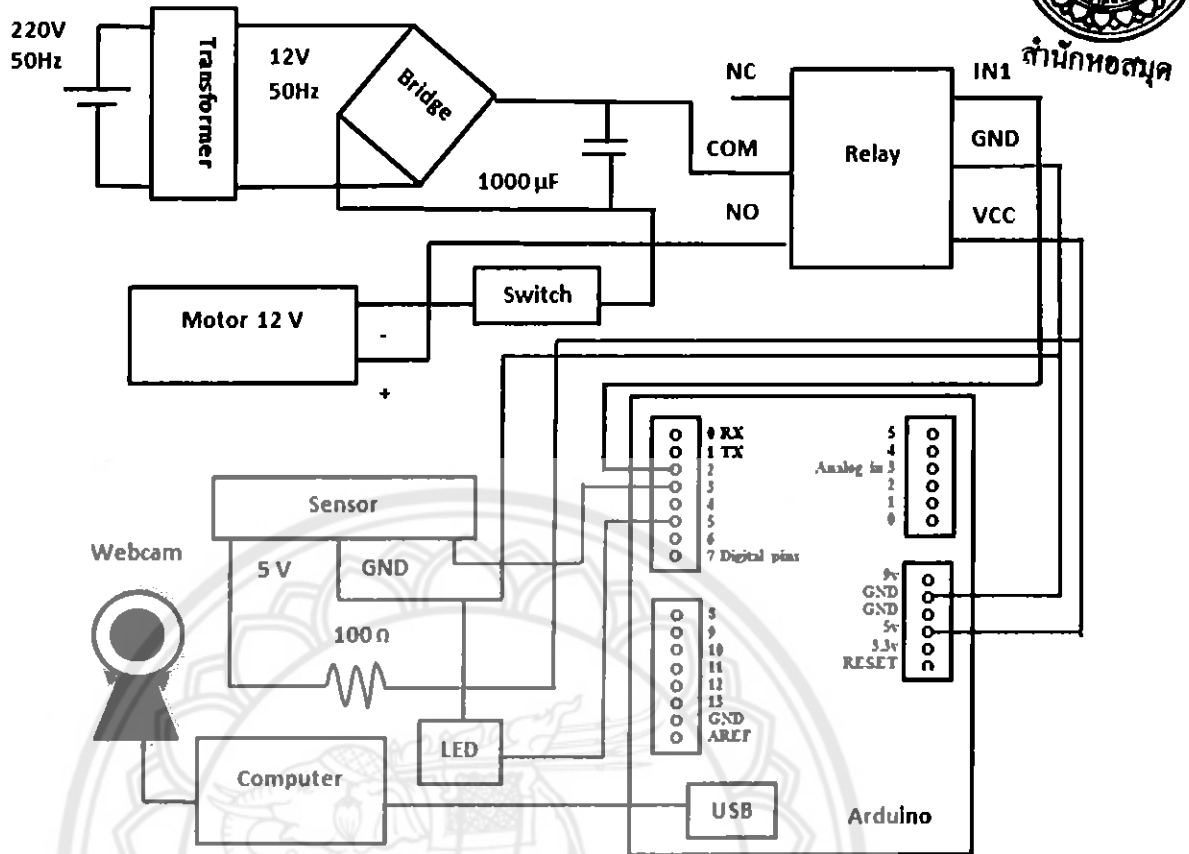 220V
50Hz
Transformer
12V
50Hz
Bridge
1000 µF
NC
COM
NO
Relay
IN1
GND
VCC
สำนักหอสมุด
Motor 12 V
-
+
Switch
0 RX
1 TX
2
3
4
5
6
7 Digital pins
5
4
Analog in 3
2
1
0
Sensor
5 V
GND
Webcam
100 Ω
9v
GND
GND
5v
3.3v
RESET
8
9
10
11
12
13
GND
AREF
LED
Computer
USB
Arduino